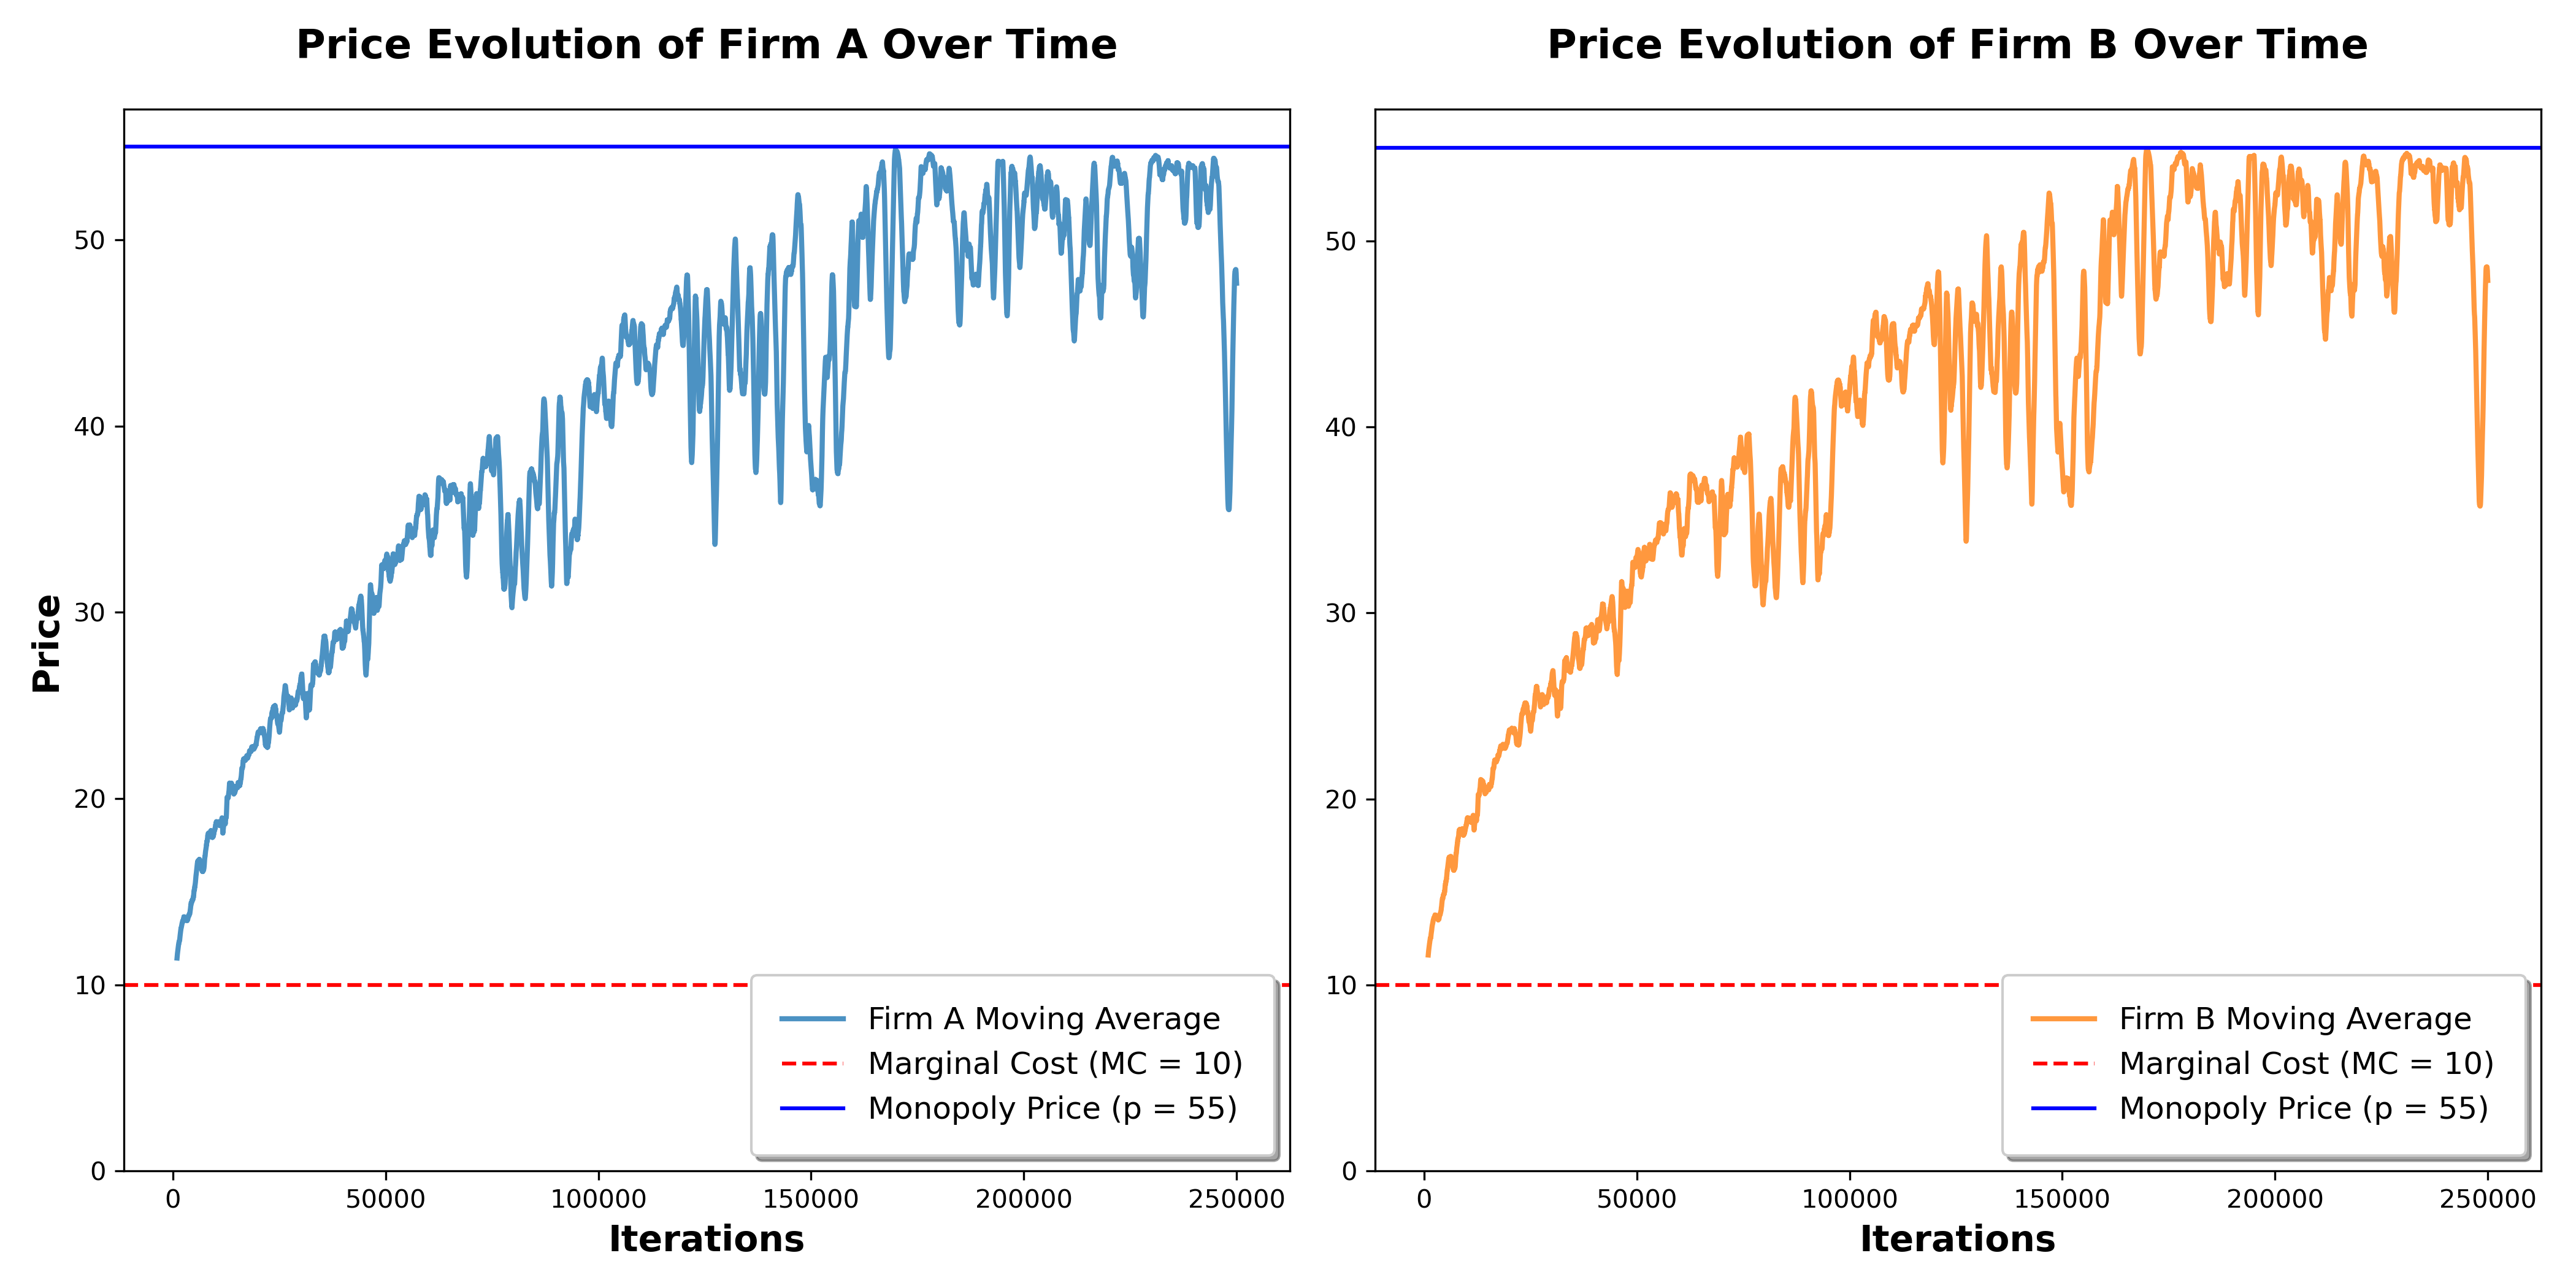 Price Evolution of Firm A Over Time
Price
50
40
30
20
10
0
0 50000 100000 150000 200000 250000
Iterations
Firm A Moving Average
Marginal Cost (MC = 10)
Monopoly Price (p = 55)
Price Evolution of Firm B Over Time
50
40
30
20
10
0
0 50000 100000 150000 200000 250000
Iterations
Firm B Moving Average
Marginal Cost (MC = 10)
Monopoly Price (p = 55)